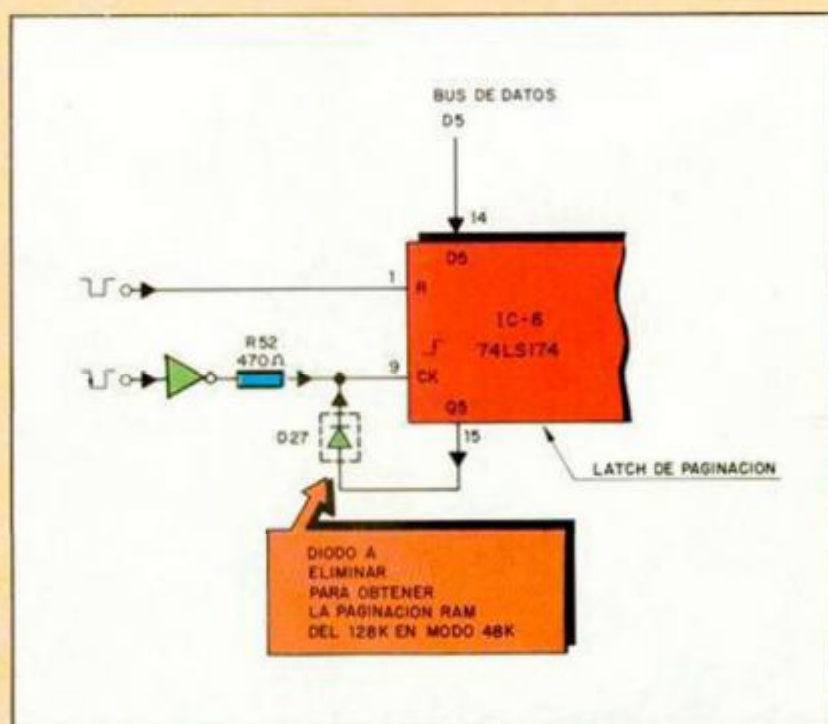 BUS DE DATOS
D5
14
D5
1
R
IC-6
74LS174
R52
470Ω
9
CK
Q5
D27
15
LATCH DE PAGINACION
DIODO A
ELIMINAR
PARA OBTENER
LA PAGINACION RAM
DEL 128K EN MODO 48K